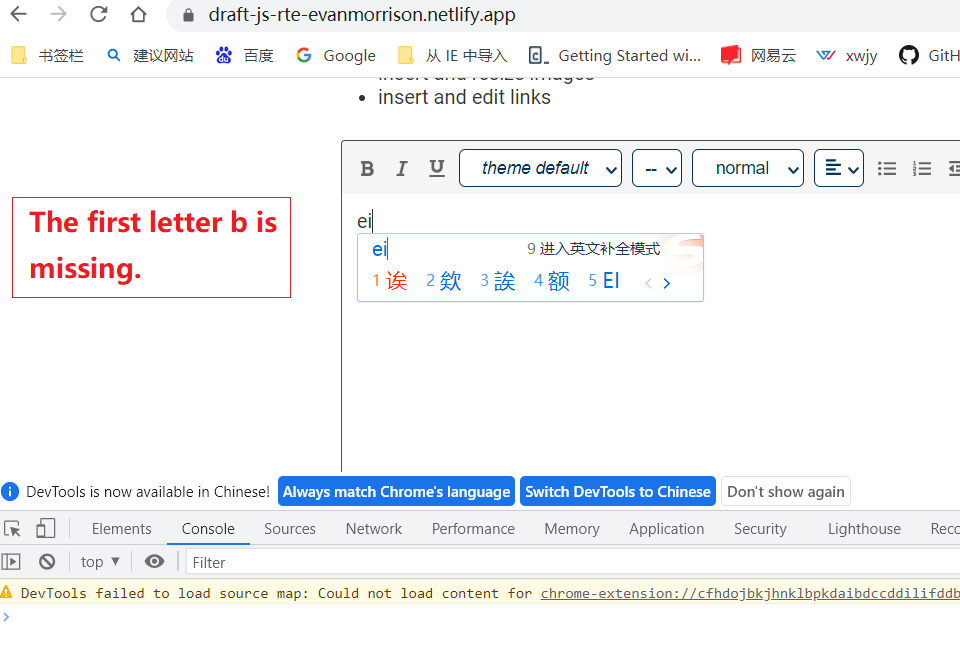 draft-js-rte-evanmorrison.netlify.app
书签栏 建议网站 百度 Google 从 IE 中导入 Getting Started wi... 网易云 xwjy GitH
insert and resize images
insert and edit links
B I U theme default -- normal
The first letter b is
missing.
ei
ei 9 进入英文补全模式
1 诶 2 欸 3 誒 4 额 5 EI
DevTools is now available in Chinese! Always match Chrome's language Switch DevTools to Chinese Don't show again
Elements Console Sources Network Performance Memory Application Security Lighthouse Reco
top Filter
DevTools failed to load source map: Could not load content for chrome-extension://cfhdojbkjhnklbpkdaibdccddilifddb